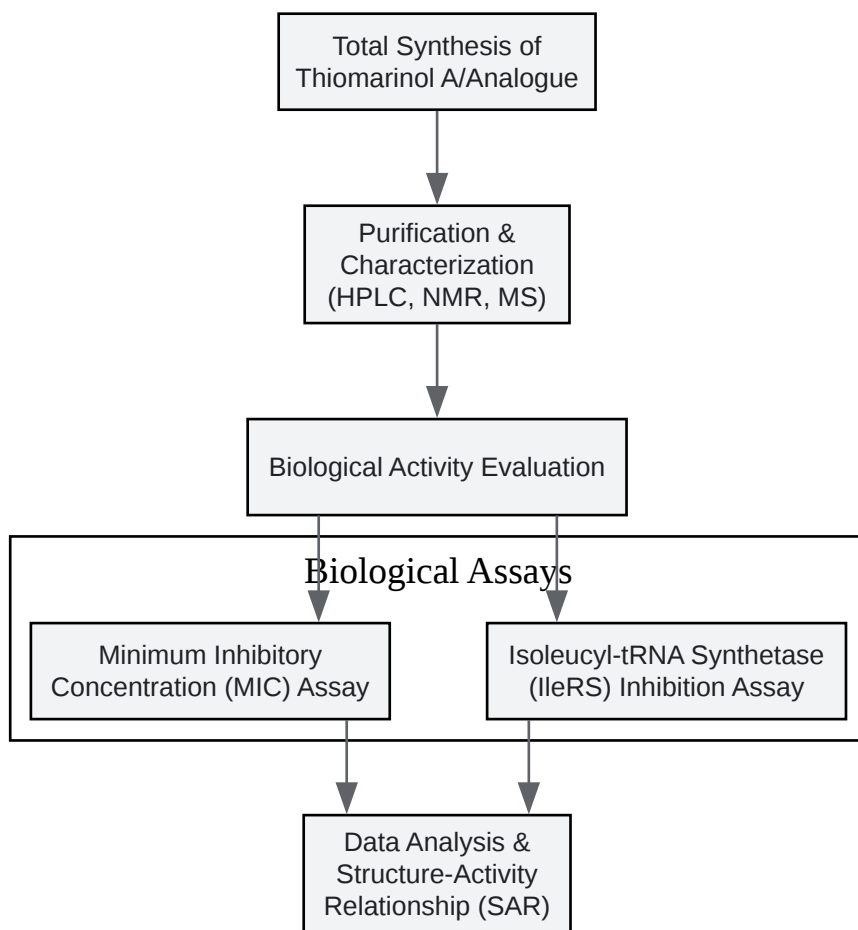 Total Synthesis of
Thiomarinol A/Analogue
Purification &
Characterization
(HPLC, NMR, MS)
Biological Activity Evaluation
Biological Assays
Minimum Inhibitory
Concentration (MIC) Assay
Isoleucyl-tRNA Synthetase
(IleRS) Inhibition Assay
Data Analysis &
Structure-Activity
Relationship (SAR)